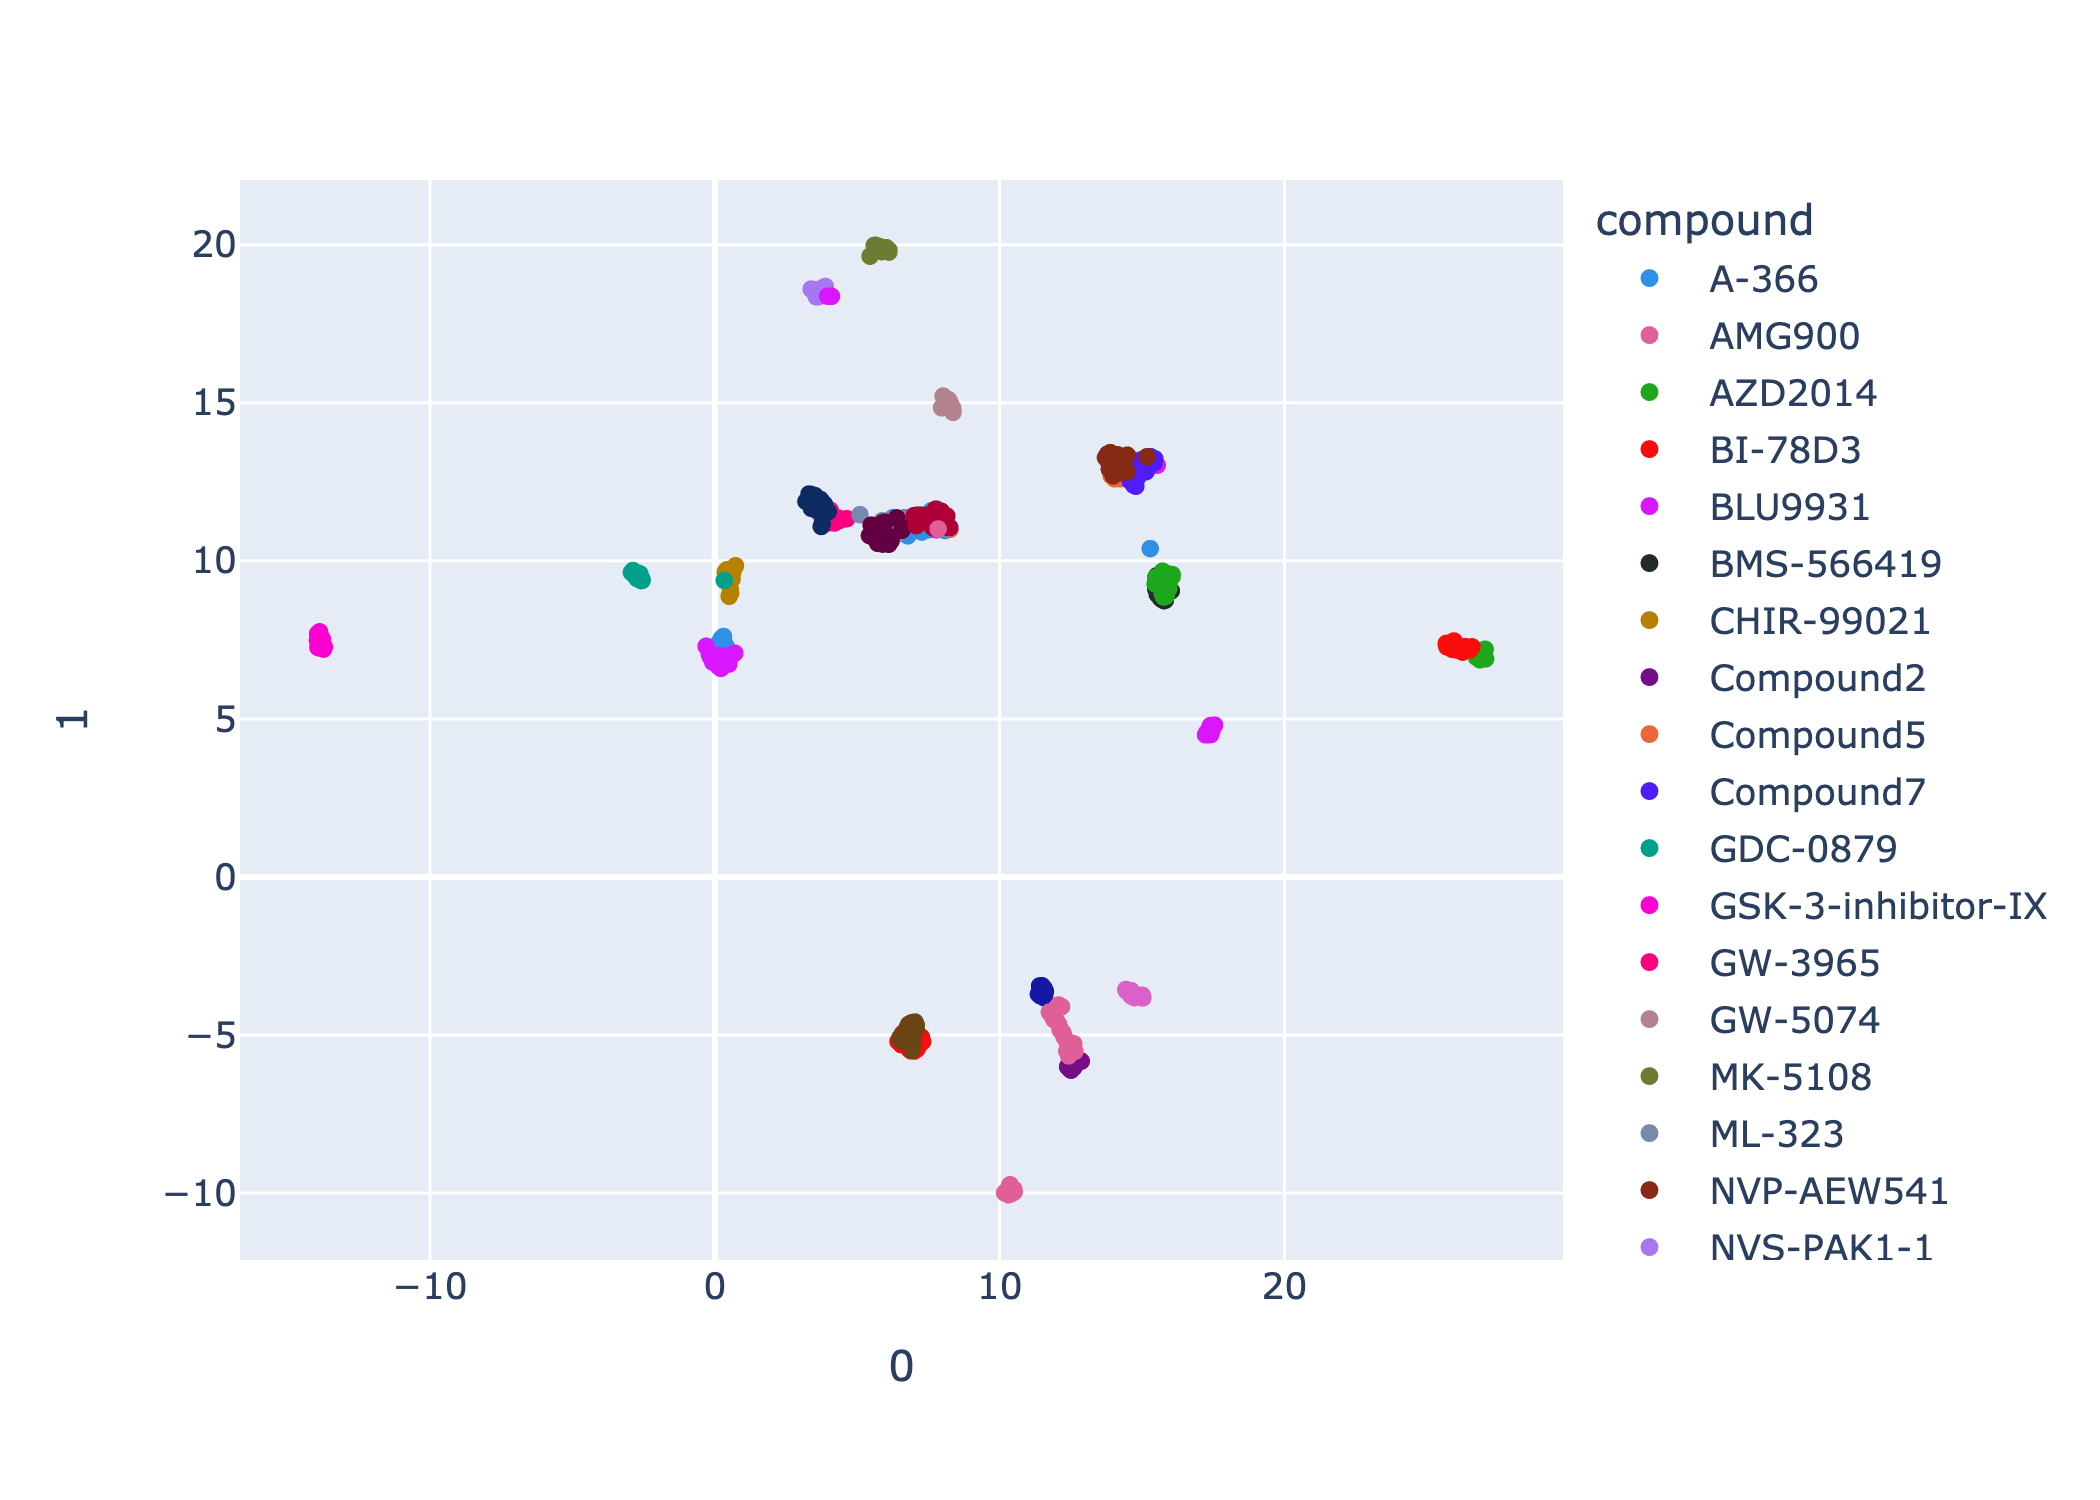 compound
A-366
AMG900
AZD2014
BI-78D3
BLU9931
BMS-566419
CHIR-99021
Compound2
Compound5
Compound7
GDC-0879
GSK-3-inhibitor-IX
GW-3965
GW-5074
MK-5108
ML-323
NVP-AEW541
NVS-PAK1-1
20
15
10
5
0
−5
−10
1
−10
0
10
20
0